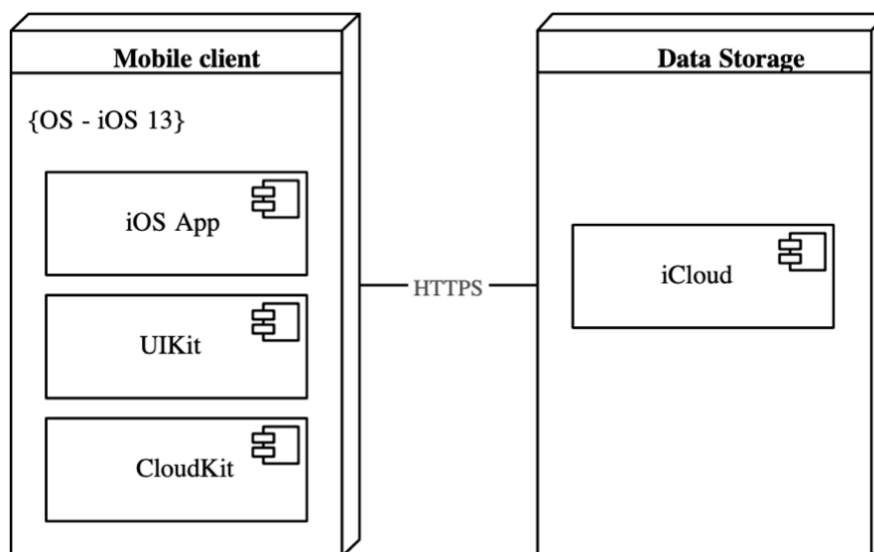 Mobile client
{OS - iOS 13}
iOS App
UIKit
CloudKit
HTTPS
Data Storage
iCloud